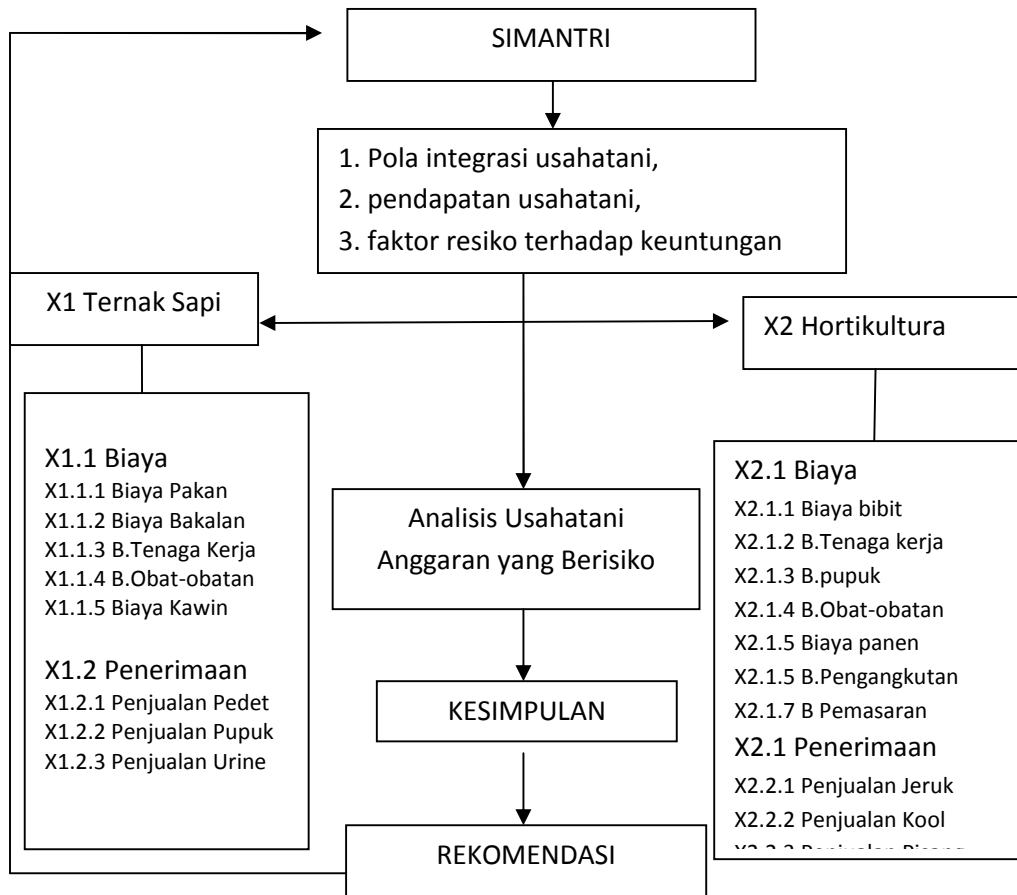 SIMANTRI
1. Pola integrasi usahatani,
2. pendapatan usahatani,
3. faktor resiko terhadap keuntungan
X1 Ternak Sapi
X2 Hortikultura
X1.1 Biaya
X1.1.1 Biaya Pakan
X1.1.2 Biaya Bakalan
X1.1.3 B.Tenaga Kerja
X1.1.4 B.Obat-obatan
X1.1.5 Biaya Kawin
X1.2 Penerimaan
X1.2.1 Penjualan Pedet
X1.2.2 Penjualan Pupuk
X1.2.3 Penjualan Urine
Analisis Usahatani
Anggaran yang Berisiko
KESIMPULAN
REKOMENDASI
X2.1 Biaya
X2.1.1 Biaya bibit
X2.1.2 B.Tenaga kerja
X2.1.3 B.pupuk
X2.1.4 B.Obat-obatan
X2.1.5 Biaya panen
X2.1.5 B.Pengangkutan
X2.1.7 B Pemasaran
X2.1 Penerimaan
X2.2.1 Penjualan Jeruk
X2.2.2 Penjualan Kool
X2.2.3 Penjualan Pisang